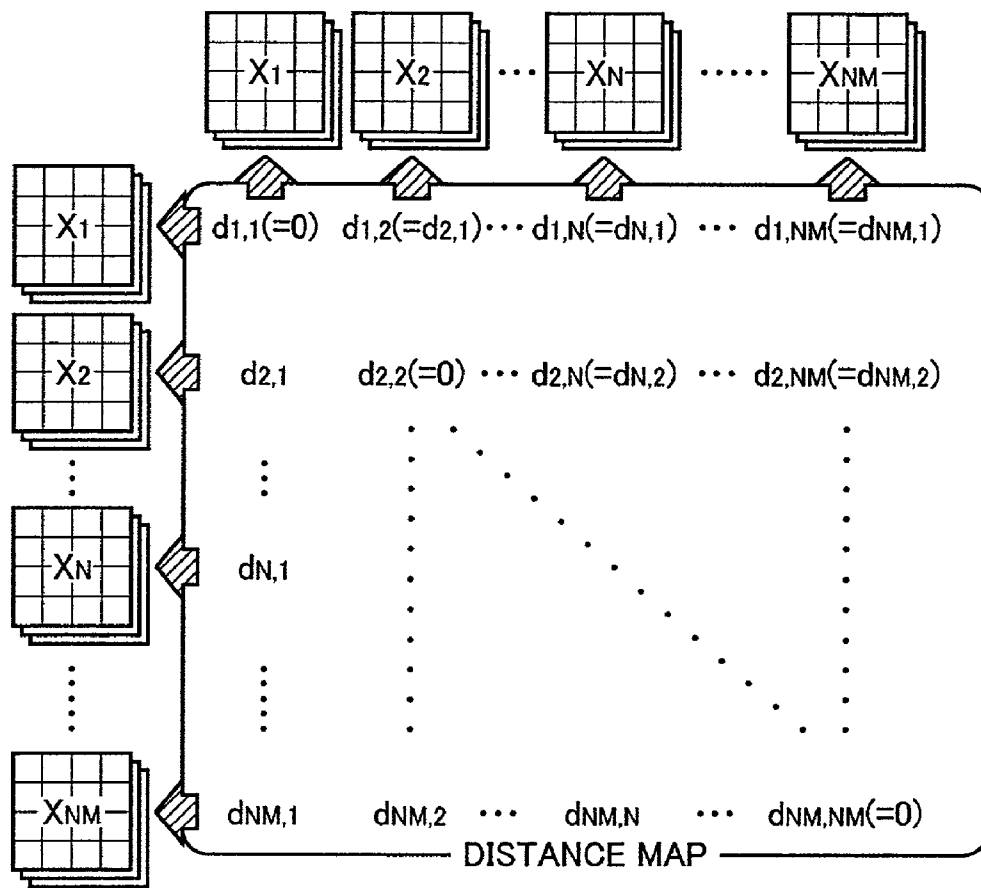 X1 X2 ··· XN ····· XNM
X1 d1,1(=0) d1,2(=d2,1) ··· d1,N(=dN,1) ··· d1,NM(=dNM,1)
X2 d2,1 d2,2(=0) ··· d2,N(=dN,2) ··· d2,NM(=dNM,2)
XN dN,1
XNM dNM,1 dNM,2 ··· dNM,N ··· dNM,NM(=0)
DISTANCE MAP